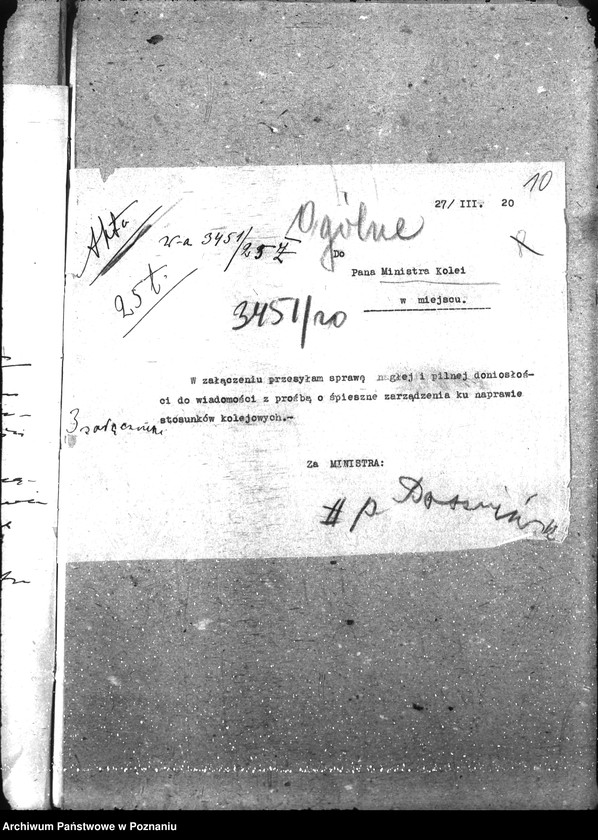 10
27/ III. 20
Akta
Ogólne
3451/25 Z
Do
Pana Ministra Kolei
25 t.
w miejscu.
3451/20
W załączeniu przesyłam sprawę nagłej i pilnej doniosłoś-
ci do wiadomości z prośbą o śpieszne zarządzenia ku naprawie
3 załączniki
stosunków kolejowych.-
Za MINISTRA:
Archiwum Państwowe w Poznaniu